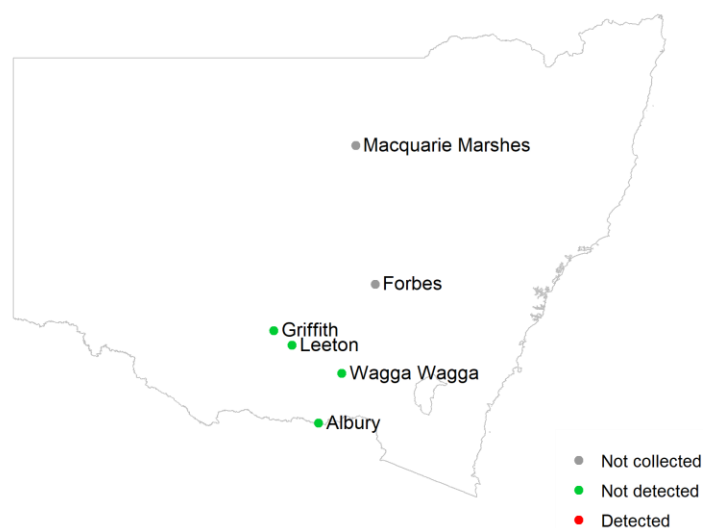 Macquarie Marshes
Forbes
Griffith
Leeton
Wagga Wagga
Albury
Not collected
Not detected
Detected